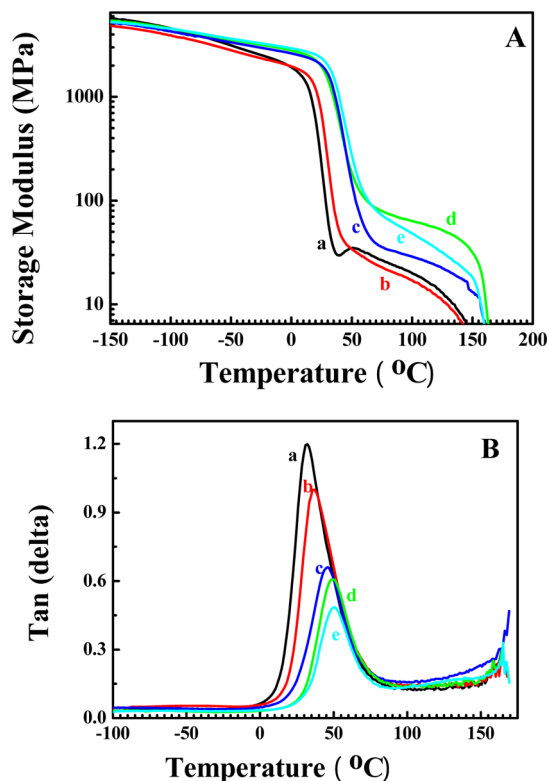 A
Storage Modulus (MPa)
1000
100
10
a
b
c
d
e
-150 -100 -50 0 50 100 150 200
Temperature ( ºC)
B
Tan (delta)
1.2
0.9
0.6
0.3
0.0
a
b
c
d
e
-100 -50 0 50 100 150
Temperature ( ºC)